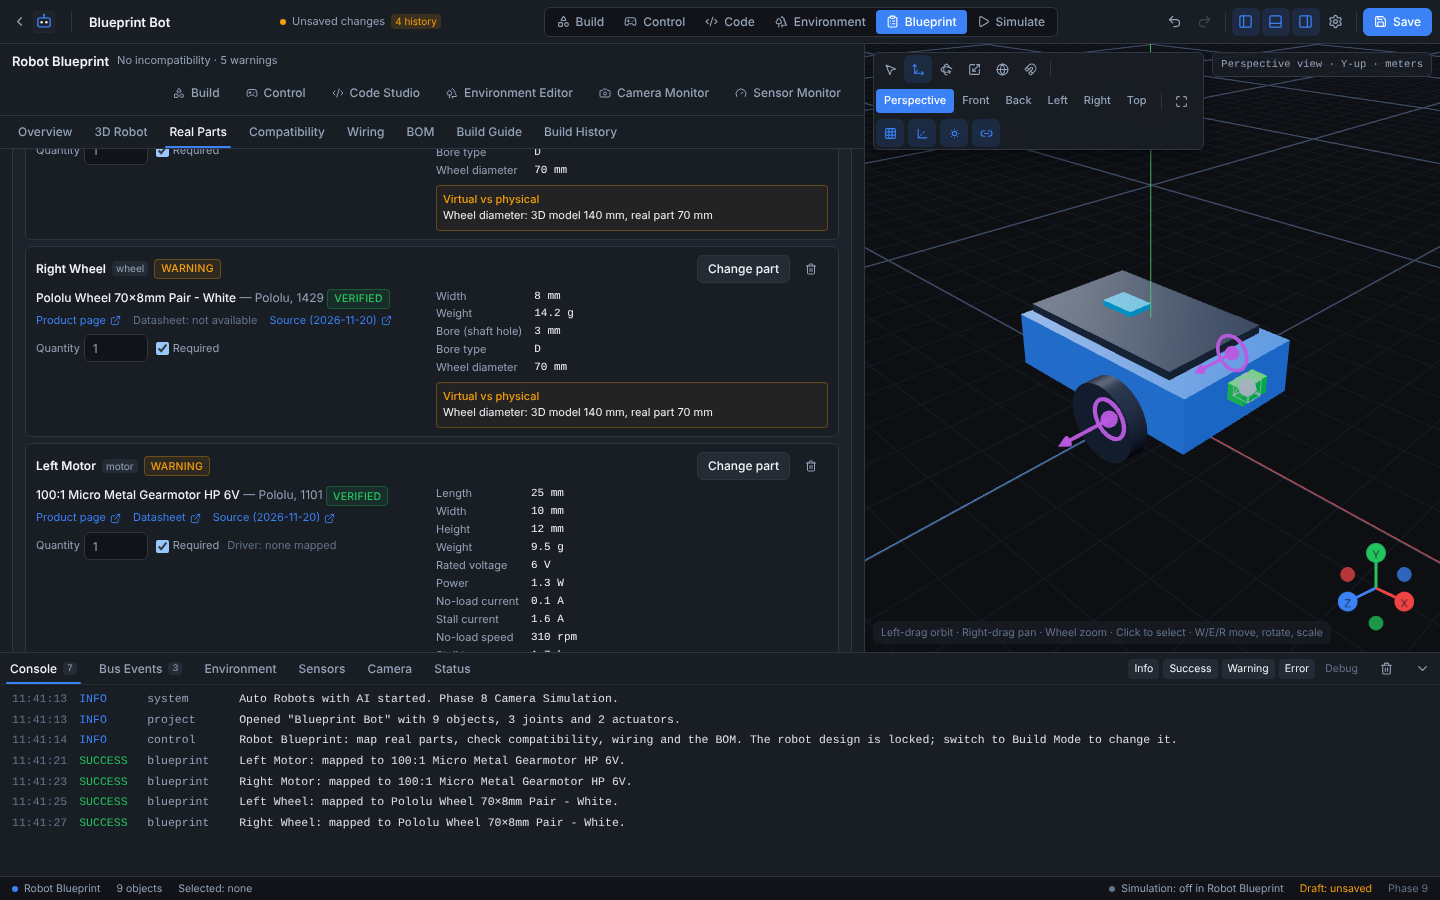 Blueprint Bot
Unsaved changes
4 history
Build
Control
Code
Environment
Blueprint
Simulate
Save
Robot Blueprint
No incompatibility · 5 warnings
Build
Control
Code Studio
Environment Editor
Camera Monitor
Sensor Monitor
Overview
3D Robot
Real Parts
Compatibility
Wiring
BOM
Build Guide
Build History
Quantity
1
Required
Bore type D
Wheel diameter 70 mm
Virtual vs physical
Wheel diameter: 3D model 140 mm, real part 70 mm
Right Wheel wheel WARNING
Change part
Pololu Wheel 70×8mm Pair - White — Pololu, 1429 VERIFIED
Product page Datasheet: not available Source (2026-11-20)
Quantity 1 Required
Width 8 mm
Weight 14.2 g
Bore (shaft hole) 3 mm
Bore type D
Wheel diameter 70 mm
Virtual vs physical
Wheel diameter: 3D model 140 mm, real part 70 mm
Left Motor motor WARNING
Change part
100:1 Micro Metal Gearmotor HP 6V — Pololu, 1101 VERIFIED
Product page Datasheet Source (2026-11-20)
Quantity 1 Required Driver: none mapped
Length 25 mm
Width 10 mm
Height 12 mm
Weight 9.5 g
Rated voltage 6 V
Power 1.3 W
No-load current 0.1 A
Stall current 1.6 A
No-load speed 310 rpm
Perspective
Front
Back
Left
Right
Top
Perspective view · Y-up · meters
Y
Z
X
Left-drag orbit · Right-drag pan · Wheel zoom · Click to select · W/E/R move, rotate, scale
Console 7
Bus Events 3
Environment
Sensors
Camera
Status
Info
Success
Warning
Error
Debug
11:41:13 INFO system Auto Robots with AI started. Phase 8 Camera Simulation.
11:41:13 INFO project Opened "Blueprint Bot" with 9 objects, 3 joints and 2 actuators.
11:41:14 INFO control Robot Blueprint: map real parts, check compatibility, wiring and the BOM. The robot design is locked; switch to Build Mode to change it.
11:41:21 SUCCESS blueprint Left Motor: mapped to 100:1 Micro Metal Gearmotor HP 6V.
11:41:23 SUCCESS blueprint Right Motor: mapped to 100:1 Micro Metal Gearmotor HP 6V.
11:41:25 SUCCESS blueprint Left Wheel: mapped to Pololu Wheel 70×8mm Pair - White.
11:41:27 SUCCESS blueprint Right Wheel: mapped to Pololu Wheel 70×8mm Pair - White.
Robot Blueprint
9 objects
Selected: none
Simulation: off in Robot Blueprint
Draft: unsaved
Phase 9